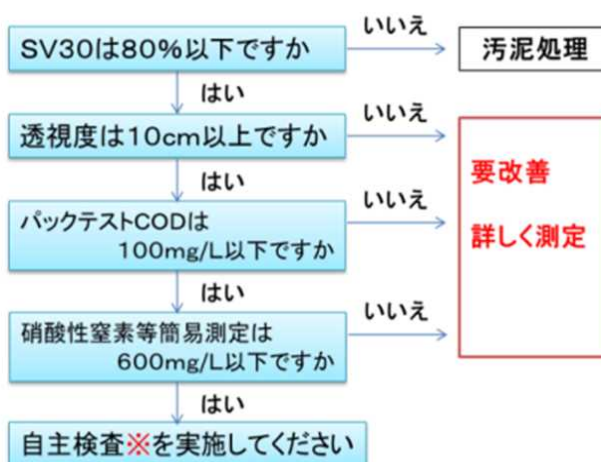 SV30は80%以下ですか
いいえ
汚泥処理
はい
透視度は10cm以上ですか
いいえ
要改善
詳しく測定
はい
パックテストCODは
100mg/L以下ですか
いいえ
はい
硝酸性窒素等簡易測定は
600mg/L以下ですか
いいえ
はい
自主検査※を実施してください